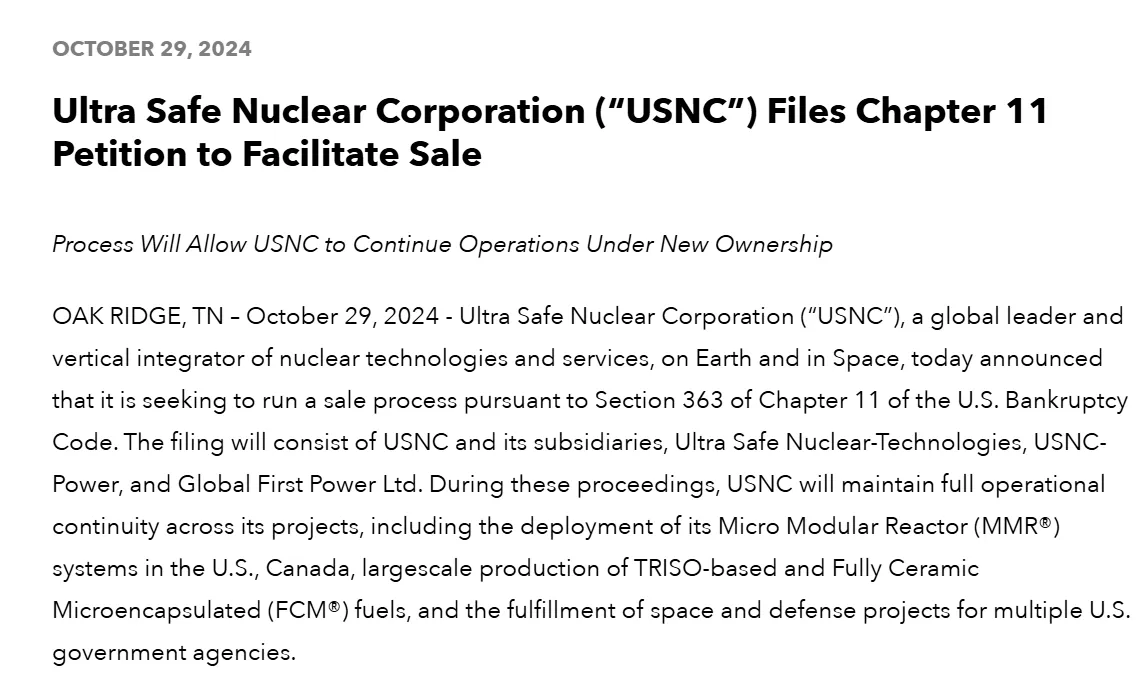 OCTOBER 29, 2024
Ultra Safe Nuclear Corporation (“USNC”) Files Chapter 11
Petition to Facilitate Sale
Process Will Allow USNC to Continue Operations Under New Ownership
OAK RIDGE, TN – October 29, 2024 - Ultra Safe Nuclear Corporation (“USNC”), a global leader and
vertical integrator of nuclear technologies and services, on Earth and in Space, today announced
that it is seeking to run a sale process pursuant to Section 363 of Chapter 11 of the U.S. Bankruptcy
Code. The filing will consist of USNC and its subsidiaries, Ultra Safe Nuclear-Technologies, USNC-
Power, and Global First Power Ltd. During these proceedings, USNC will maintain full operational
continuity across its projects, including the deployment of its Micro Modular Reactor (MMR®)
systems in the U.S., Canada, largescale production of TRISO-based and Fully Ceramic
Microencapsulated (FCM®) fuels, and the fulfillment of space and defense projects for multiple U.S.
government agencies.